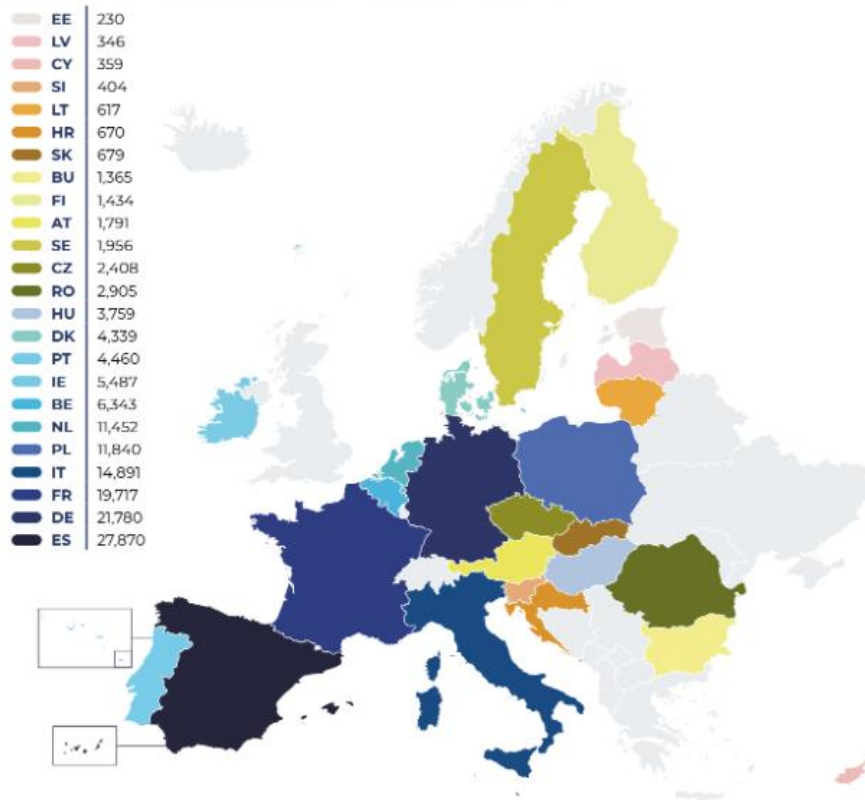 EE 230
LV 346
CY 359
SI 404
LT 617
HR 670
SK 679
BU 1,365
FI 1,434
AT 1,791
SE 1,956
CZ 2,408
RO 2,905
HU 3,759
DK 4,339
PT 4,460
IE 5,487
BE 6,343
NL 11,452
PL 11,840
IT 14,891
FR 19,717
DE 21,780
ES 27,870